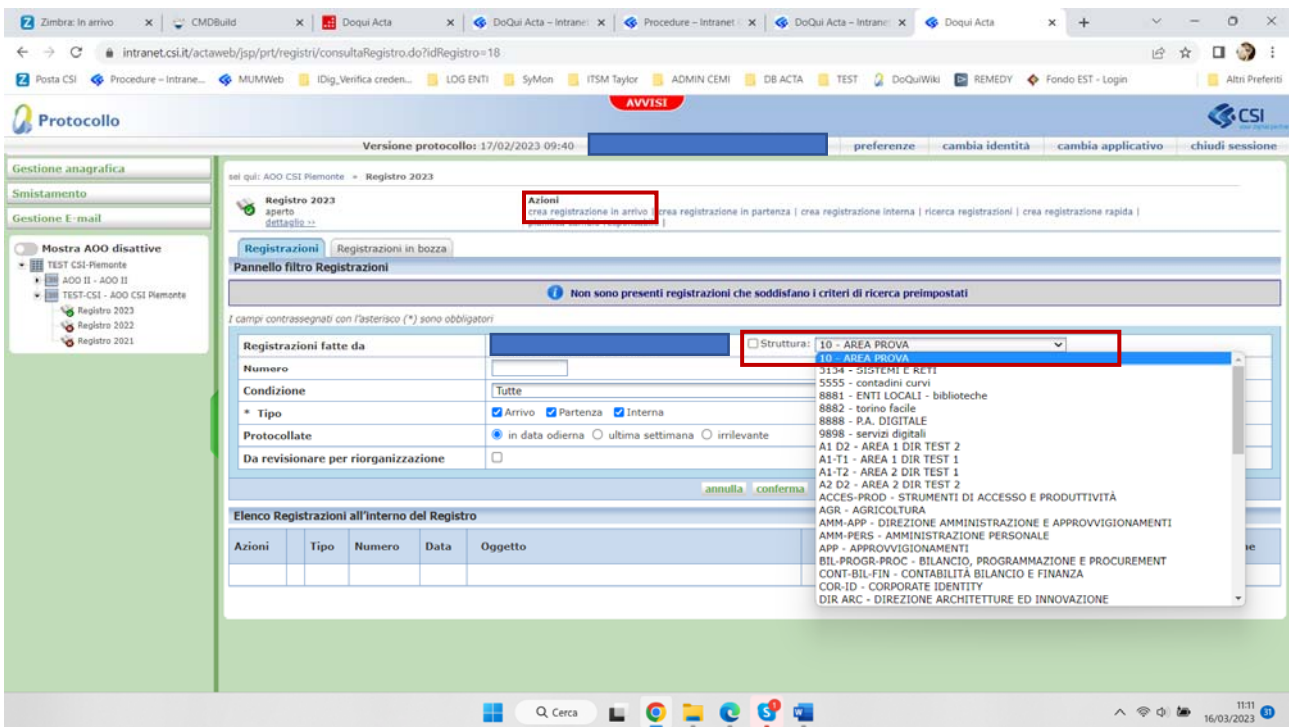 Zimbra: In arrivo
CMDBuild
Doqui Acta
DoQui Acta – Intranet
Procedure – Intranet
DoQui Acta – Intranet
Doqui Acta
intranet.csi.it/actaweb/jsp/prt/registri/consultaRegistro.do?idRegistro=18
Posta CSI
Procedure – Intrane...
MUMWeb
IDig_Verifica creden...
LOG ENTI
SyMon
ITSM Taylor
ADMIN CEMI
DB ACTA
TEST
DoQuiWiki
REMEDY
Fondo EST - Login
Altri Preferiti
AVVISI
Protocollo
CSI
Versione protocollo: 17/02/2023 09:40
preferenze
cambia identità
cambia applicativo
chiudi sessione
Gestione anagrafica
Smistamento
Gestione E-mail
Mostra AOO disattive
TEST CSI-Piemonte
AOO II - AOO II
TEST-CSI - AOO CSI Piemonte
Registro 2023
Registro 2022
Registro 2021
sei qui: AOO CSI Piemonte » Registro 2023
Registro 2023
aperto
dettaglio >>
Azioni
crea registrazione in arrivo | crea registrazione in partenza | crea registrazione interna | ricerca registrazioni | crea registrazione rapida |
pianifica cambio responsabile |
Registrazioni
Registrazioni in bozza
Pannello filtro Registrazioni
Non sono presenti registrazioni che soddisfano i criteri di ricerca preimpostati
I campi contrassegnati con l'asterisco (*) sono obbligatori
Registrazioni fatte da
Struttura: 10 - AREA PROVA
Numero
Condizione
Tutte
* Tipo
Arrivo Partenza Interna
Protocollate
in data odierna ultima settimana irrilevante
Da revisionare per riorganizzazione
annulla conferma
10 - AREA PROVA
3134 - SISTEMI E RETI
5555 - contadini curvi
8881 - ENTI LOCALI - biblioteche
8882 - torino facile
8888 - P.A. DIGITALE
9898 - servizi digitali
A1 D2 - AREA 1 DIR TEST 2
A1-T1 - AREA 1 DIR TEST 1
A1-T2 - AREA 2 DIR TEST 1
A2 D2 - AREA 2 DIR TEST 2
ACCES-PROD - STRUMENTI DI ACCESSO E PRODUTTIVITÀ
AGR - AGRICOLTURA
AMM-APP - DIREZIONE AMMINISTRAZIONE E APPROVVIGIONAMENTI
AMM-PERS - AMMINISTRAZIONE PERSONALE
APP - APPROVVIGIONAMENTI
BIL-PROGR-PROC - BILANCIO, PROGRAMMAZIONE E PROCUREMENT
CONT-BIL-FIN - CONTABILITÀ BILANCIO E FINANZA
COR-ID - CORPORATE IDENTITY
DIR ARC - DIREZIONE ARCHITETTURE ED INNOVAZIONE
Elenco Registrazioni all'interno del Registro
Azioni
Tipo
Numero
Data
Oggetto
Cerca
11:11
16/03/2023
31